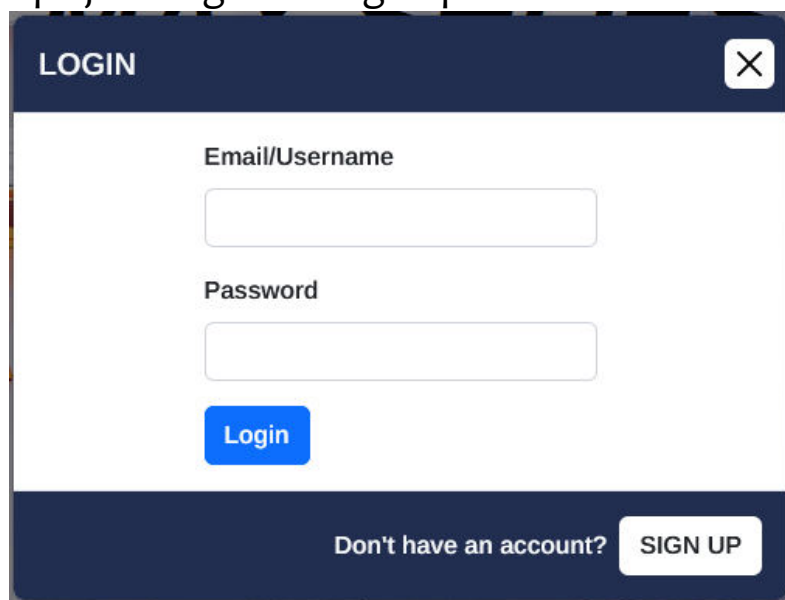 LOGIN
Email/Username
Password
Login
Don't have an account? SIGN UP